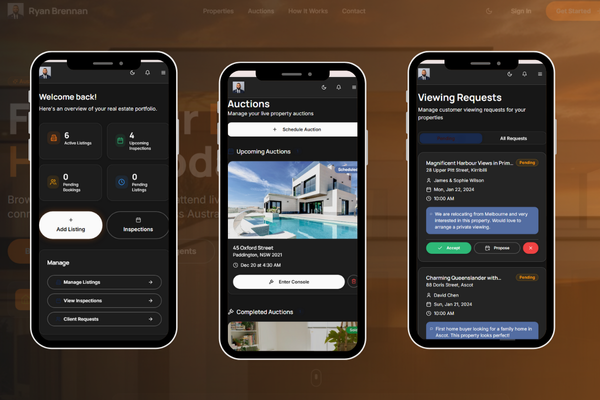 Ryan Brennan
Properties
Auctions
How It Works
Contact
Sign In
Get Started
Welcome back!
Here's an overview of your real estate portfolio.
6
Active Listings
4
Upcoming
Inspections
0
Pending
Bookings
0
Pending
Listings
+
Add Listing
Inspections
Manage
Manage Listings →
View Inspections →
Client Requests →
Auctions
Manage your live property auctions
+ Schedule Auction
Upcoming Auctions
Scheduled
45 Oxford Street
Paddington, NSW 2021
Dec 20 at 4:30 AM
Enter Console
Completed Auctions
Viewing Requests
Manage customer viewing requests for your
properties
All Requests
Magnificent Harbour Views in Prim...
Pending
28 Upper Pitt Street, Kirribilli
James & Sophie Wilson
Mon, Jan 22, 2024
10:00 AM
We are relocating from Melbourne and very
interested in this property. Would love to
arrange a private viewing.
Accept
Propose
Charming Queenslander with...
Pending
88 Doris Street, Ascot
David Chen
Sun, Jan 21, 2024
10:00 AM
First home buyer looking for a family home in
Ascot. This property looks perfect!